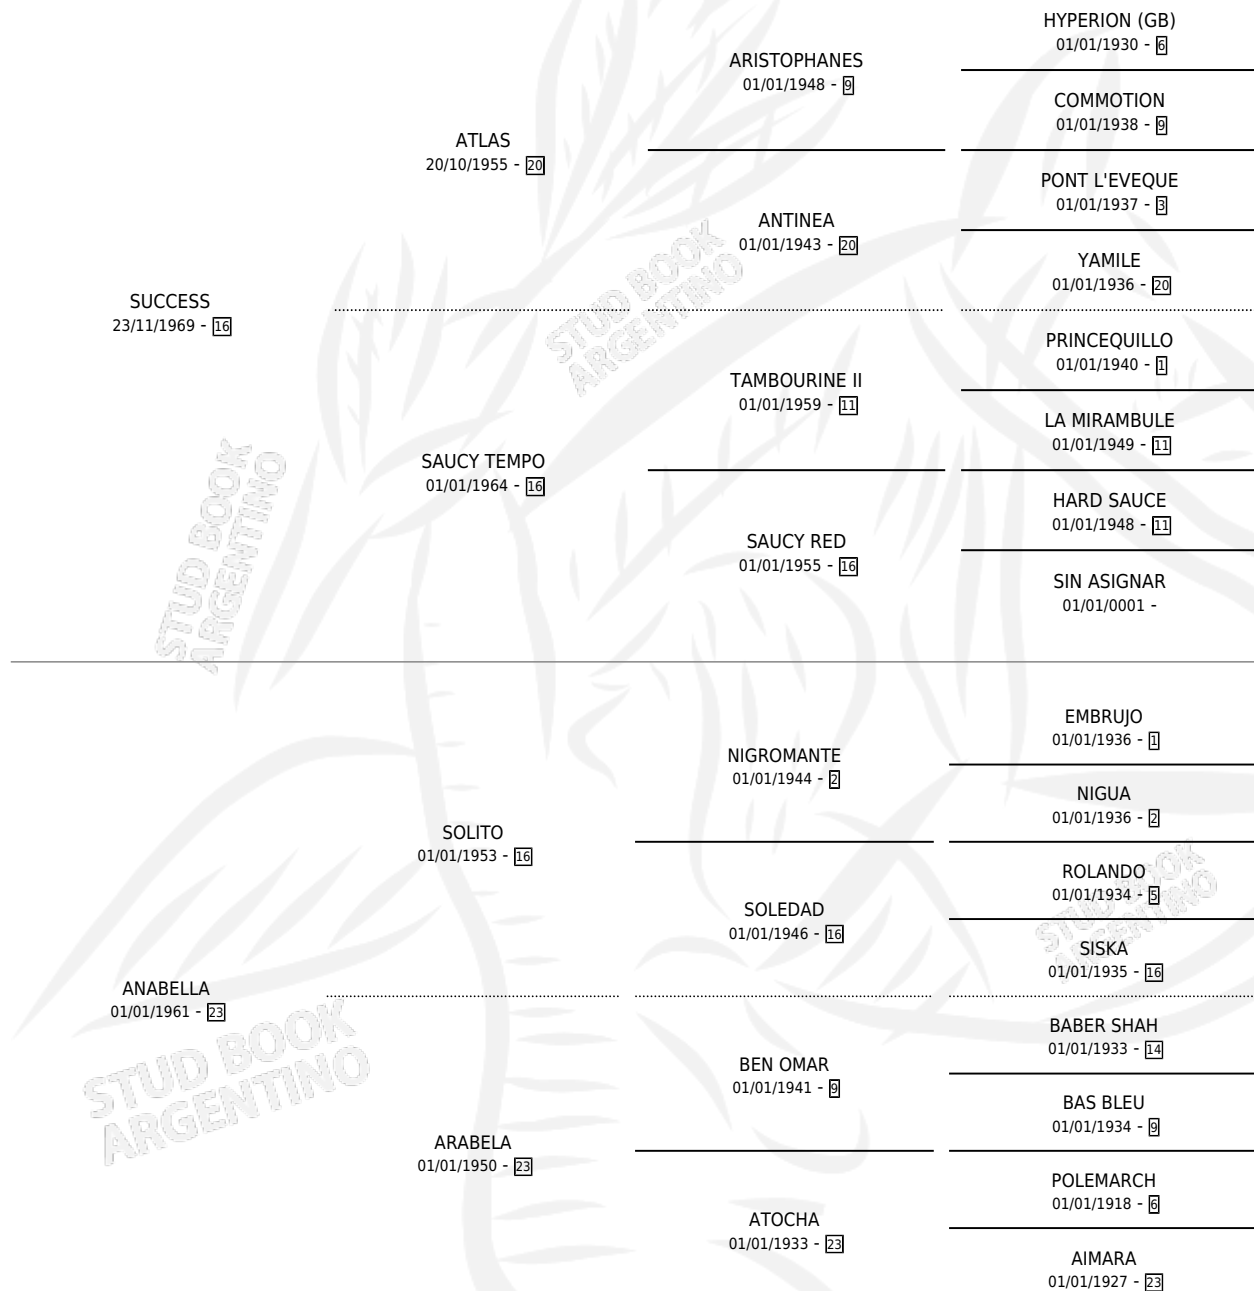 HYPERION (GB)
01/01/1930 - 6
ARISTOPHANES
01/01/1948 - 9
COMMOTION
01/01/1938 - 9
ATLAS
20/10/1955 - 20
PONT L'EVEQUE
01/01/1937 - 3
ANTINEA
01/01/1943 - 20
YAMILE
01/01/1936 - 20
SUCCESS
23/11/1969 - 16
PRINCEQUILLO
01/01/1940 - 1
TAMBOURINE II
01/01/1959 - 11
LA MIRAMBULE
01/01/1949 - 11
SAUCY TEMPO
01/01/1964 - 16
HARD SAUCE
01/01/1948 - 11
SAUCY RED
01/01/1955 - 16
SIN ASIGNAR
01/01/0001 -
EMBRUJO
01/01/1936 - 1
NIGROMANTE
01/01/1944 - 2
NIGUA
01/01/1936 - 2
SOLITO
01/01/1953 - 16
ROLANDO
01/01/1934 - 5
SOLEDAD
01/01/1946 - 16
SISKA
01/01/1935 - 16
ANABELLA
01/01/1961 - 23
BABER SHAH
01/01/1933 - 14
BEN OMAR
01/01/1941 - 9
BAS BLEU
01/01/1934 - 9
ARABELA
01/01/1950 - 23
POLEMARCH
01/01/1918 - 6
ATOCHA
01/01/1933 - 23
AIMARA
01/01/1927 - 23
STUD BOOK
ARGENTINO
STUD BOOK
ARGENTINO
STUD BOOK
ARGENTINO
STUD BOOK
ARGENTINO